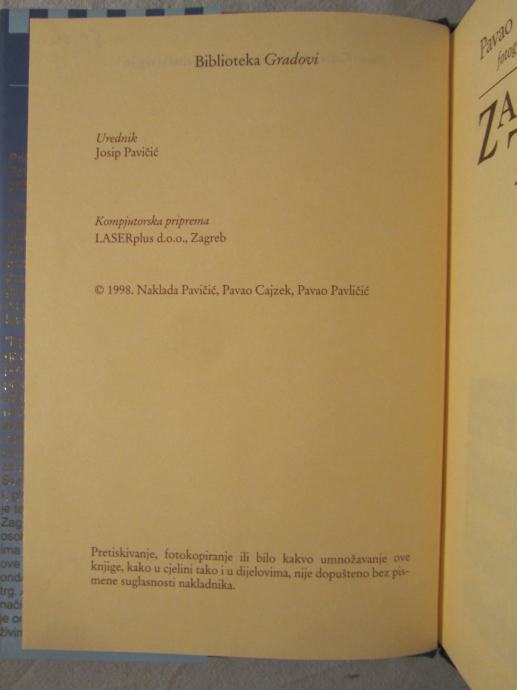 Biblioteka Gradovi
Urednik
Josip Pavičić
Kompjutorska priprema
LASERplus d.o.o., Zagreb
© 1998. Naklada Pavičić, Pavao Cajzek, Pavao Pavličić
Pretiskivanje, fotokopiranje ili bilo kakvo umnožavanje ove
knjige, kako u cjelini tako i u dijelovima, nije dopušteno bez pis-
mene suglasnosti nakladnika.
Pavao